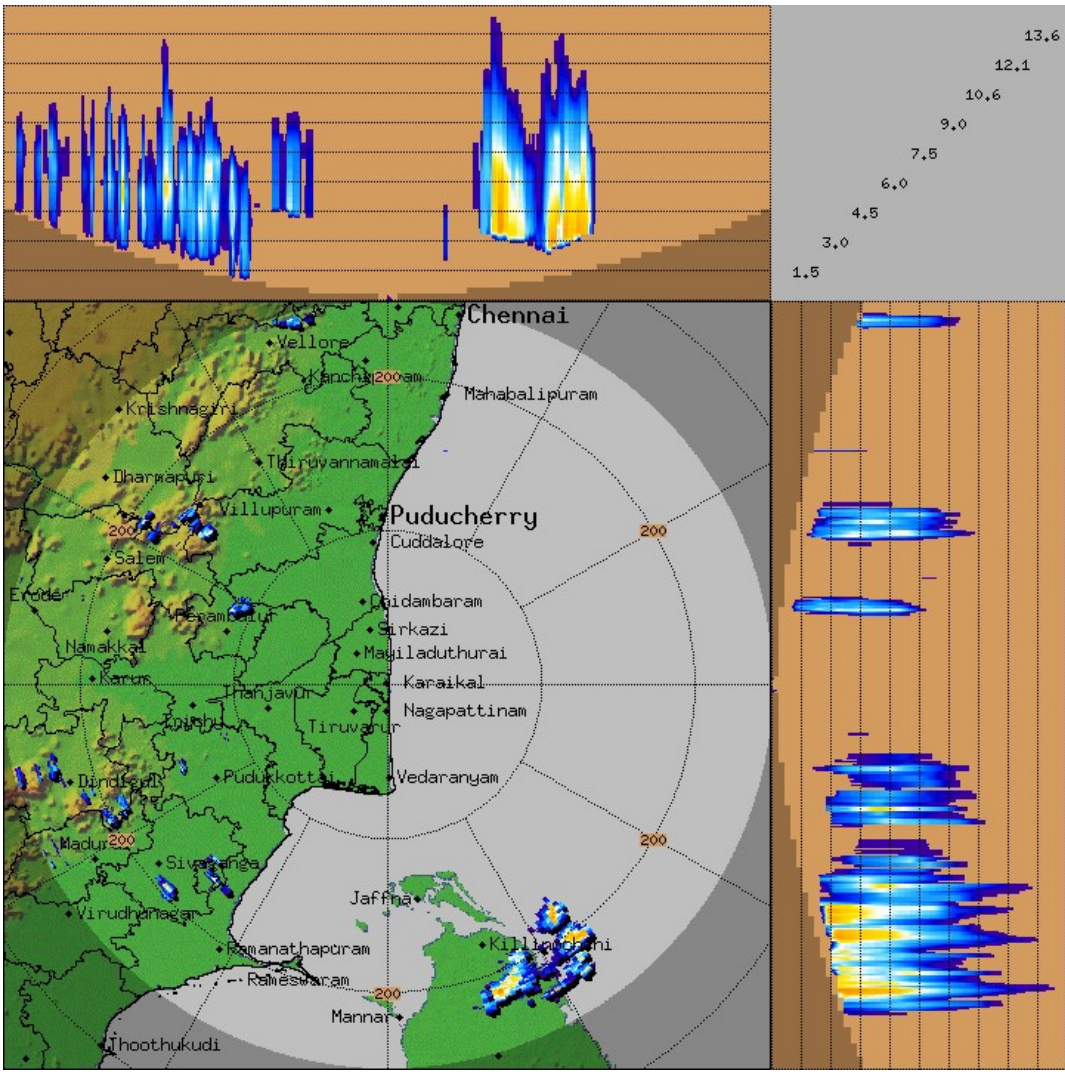 13.6
12.1
10.6
9.0
7.5
6.0
4.5
3.0
1.5
Chennai
Vellore
200
Mahabalipuram
Krishnagiri
Thiruvannamalai
Dharmapuri
Villupuram
Puducherry
200
200
Cuddalore
Salem
Erode
Chidambaram
Perambalur
Sirkazi
Namakkal
Mayiladuthurai
Karur
Karaikal
Thanjavur
Nagapattinam
Tiruvarur
Dindigul
Pudukkottai
Vedaranyam
200
200
Madurai
Sivaganga
Jaffna
Virudhunagar
Ramanathapuram
Killinochchi
Rameswaram
200
Mannar
Thoothukudi